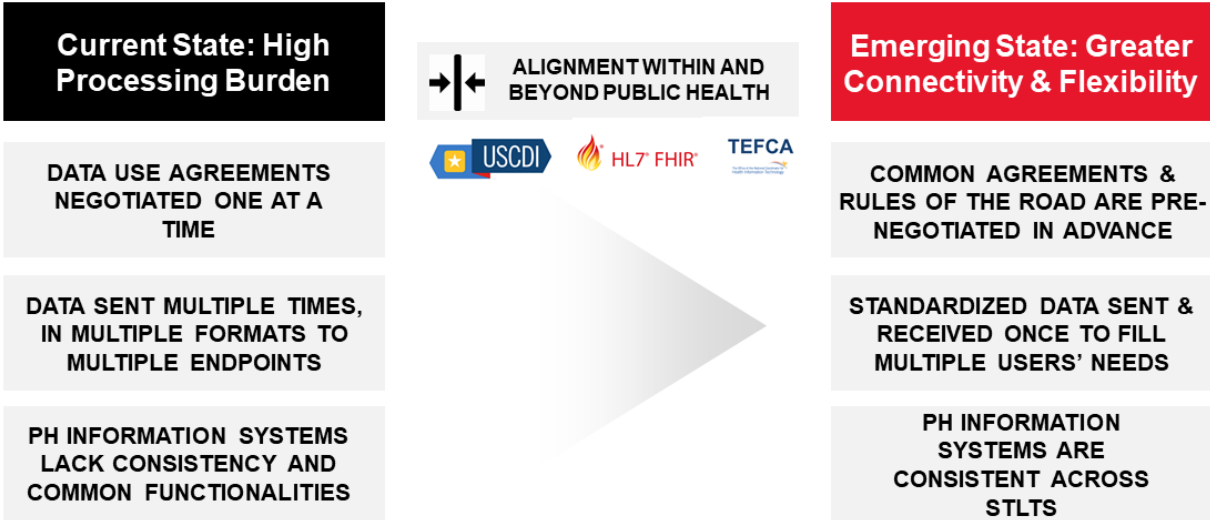 Current State: High
Processing Burden
ALIGNMENT WITHIN AND
BEYOND PUBLIC HEALTH
Emerging State: Greater
Connectivity & Flexibility
USCDI
HL7® FHIR®
TEFCA
DATA USE AGREEMENTS
NEGOTIATED ONE AT A
TIME
COMMON AGREEMENTS &
RULES OF THE ROAD ARE PRE-
NEGOTIATED IN ADVANCE
DATA SENT MULTIPLE TIMES,
IN MULTIPLE FORMATS TO
MULTIPLE ENDPOINTS
STANDARDIZED DATA SENT &
RECEIVED ONCE TO FILL
MULTIPLE USERS’ NEEDS
PH INFORMATION SYSTEMS
LACK CONSISTENCY AND
COMMON FUNCTIONALITIES
PH INFORMATION
SYSTEMS ARE
CONSISTENT ACROSS
STLTS